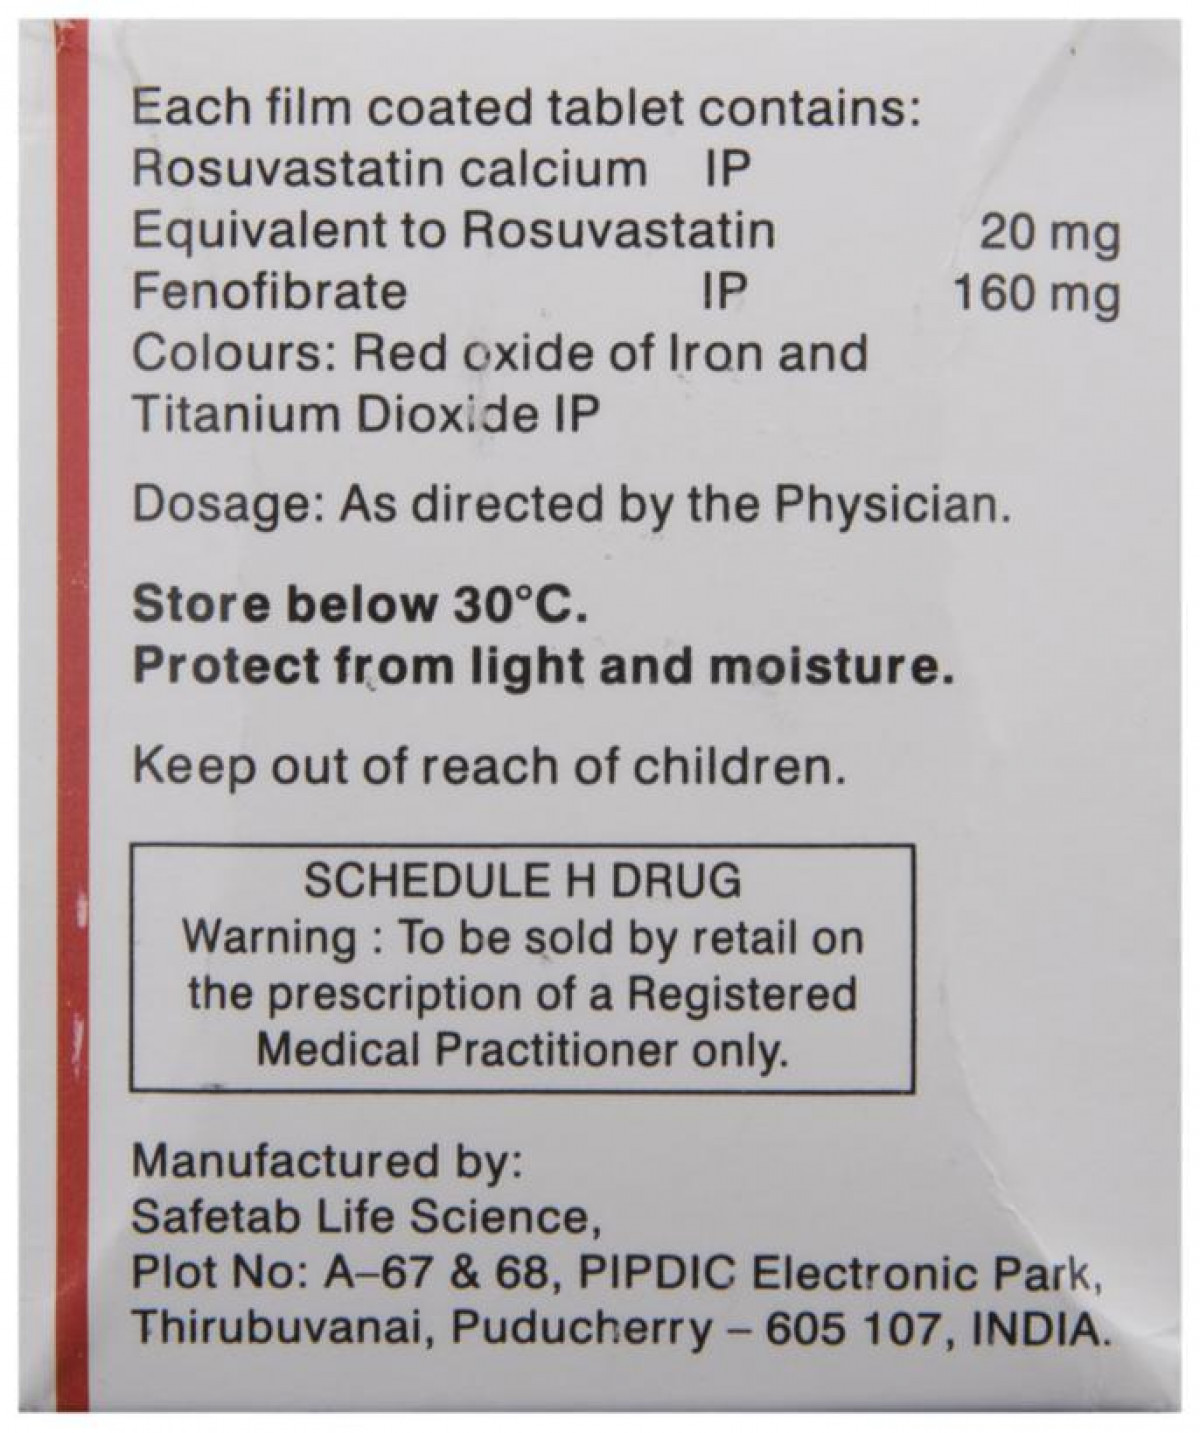 Each film coated tablet contains:
Rosuvastatin calcium IP
Equivalent to Rosuvastatin 20 mg
Fenofibrate IP 160 mg
Colours: Red oxide of Iron and
Titanium Dioxide IP
Dosage: As directed by the Physician.
Store below 30°C.
Protect from light and moisture.
Keep out of reach of children.
SCHEDULE H DRUG
Warning : To be sold by retail on
the prescription of a Registered
Medical Practitioner only.
Manufactured by:
Safetab Life Science,
Plot No: A–67 & 68, PIPDIC Electronic Park,
Thirubuvanai, Puducherry – 605 107, INDIA.